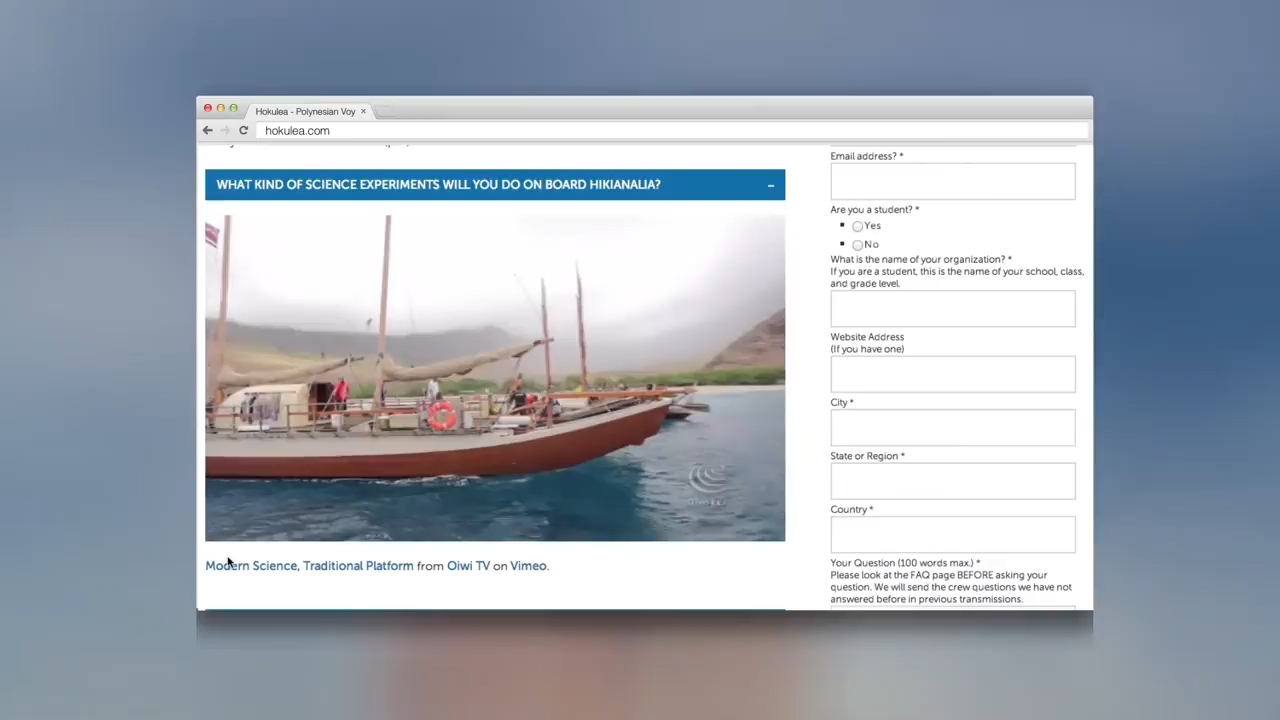 Hokulea - Polynesian Voy
hokulea.com
WHAT KIND OF SCIENCE EXPERIMENTS WILL YOU DO ON BOARD HIKIANALIA?
Modern Science, Traditional Platform from Oiwi TV on Vimeo.
Email address? *
Are you a student? *
Yes
No
What is the name of your organization? *
If you are a student, this is the name of your school, class,
and grade level.
Website Address
(If you have one)
City *
State or Region *
Country *
Your Question (100 words max.) *
Please look at the FAQ page BEFORE asking your
question. We will send the crew questions we have not
answered before in previous transmissions.